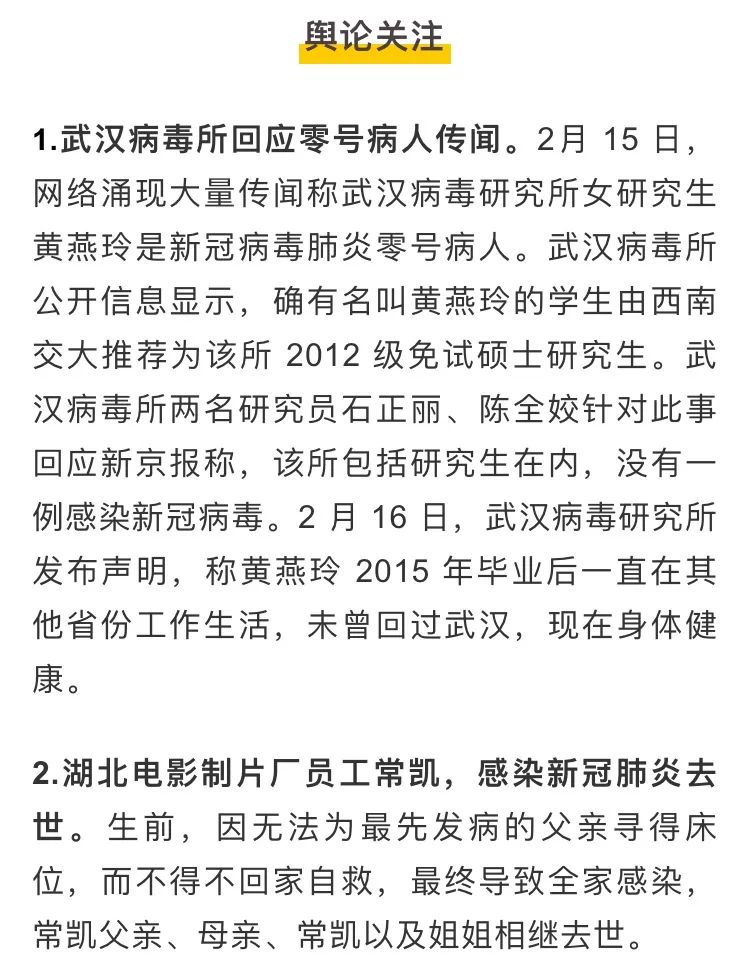 舆论关注
1.武汉病毒所回应零号病人传闻。2月 15 日，
网络涌现大量传闻称武汉病毒研究所女研究生
黄燕玲是新冠病毒肺炎零号病人。武汉病毒所
公开信息显示，确有名叫黄燕玲的学生由西南
交大推荐为该所 2012 级免试硕士研究生。武
汉病毒所两名研究员石正丽、陈全姣针对此事
回应新京报称，该所包括研究生在内，没有一
例感染新冠病毒。2 月 16 日，武汉病毒研究所
发布声明，称黄燕玲 2015 年毕业后一直在其
他省份工作生活，未曾回过武汉，现在身体健
康。
2.湖北电影制片厂员工常凯，感染新冠肺炎去
世。生前，因无法为最先发病的父亲寻得床
位，而不得不回家自救，最终导致全家感染，
常凯父亲、母亲、常凯以及姐姐相继去世。